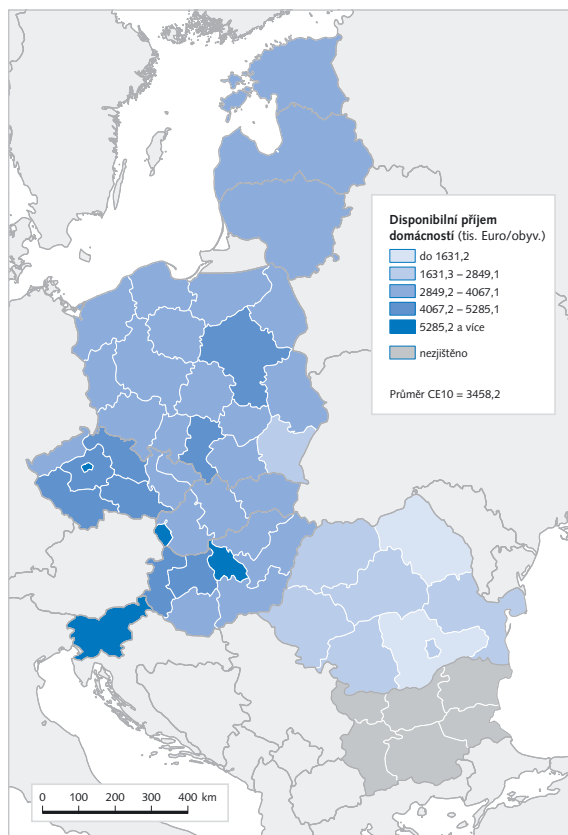 Disponibilní příjem
domácností (tis. Euro/obyv.)
do 1631,2
1631,3 – 2849,1
2849,2 – 4067,1
4067,2 – 5285,1
5285,2 a více
nezjištěno
Průměr CE10 = 3458,2
0 100 200 300 400 km